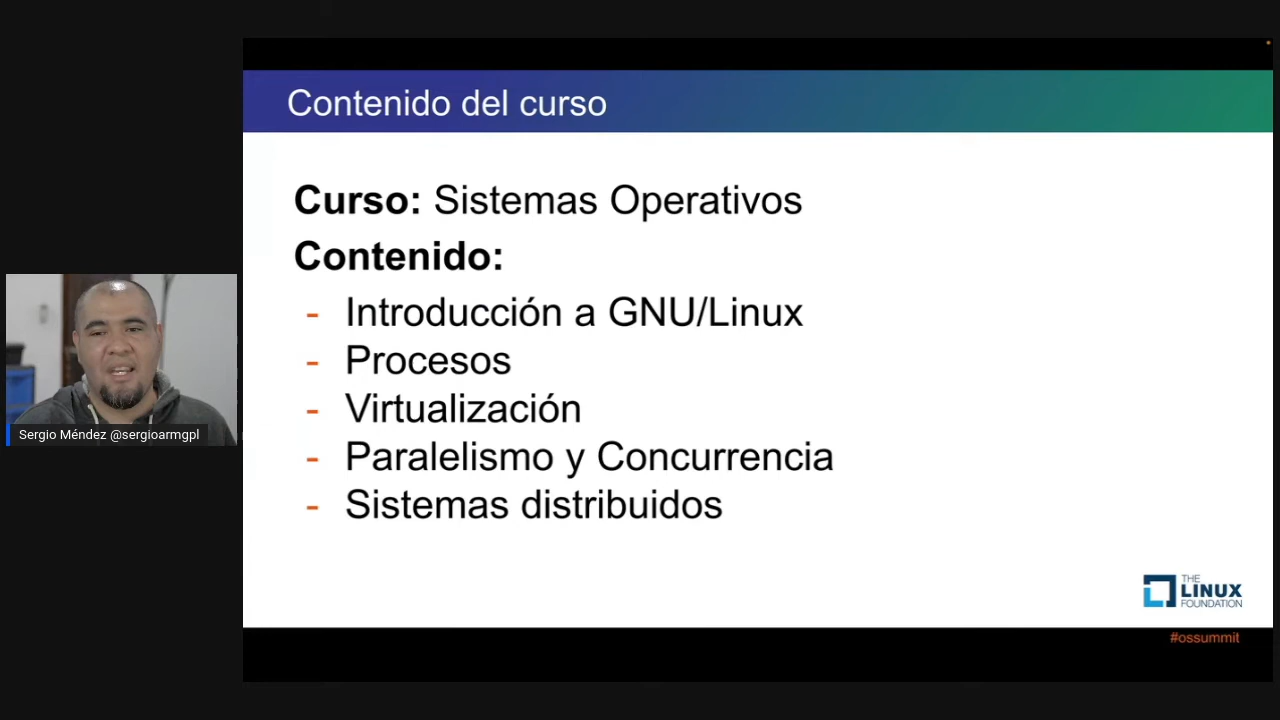 Contenido del curso
Curso: Sistemas Operativos
Contenido:
- Introducción a GNU/Linux
- Procesos
- Virtualización
- Paralelismo y Concurrencia
- Sistemas distribuidos
Sergio Méndez @sergioarmgpl
THE
LINUX
FOUNDATION
#ossummit